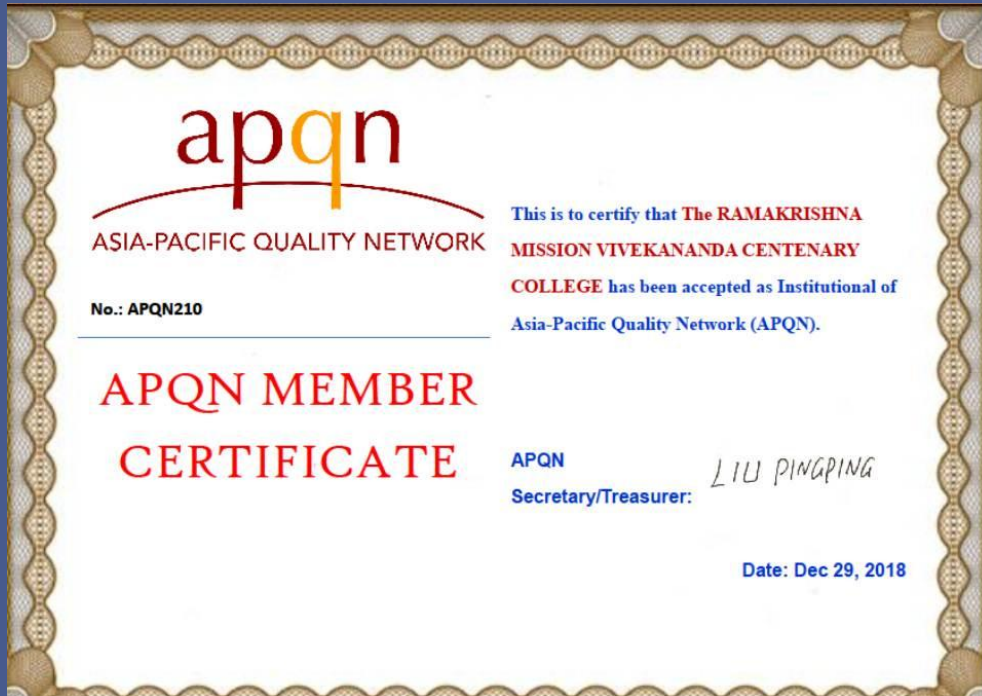 apqn
ASIA-PACIFIC QUALITY NETWORK
No.: APQN210
APQN MEMBER
CERTIFICATE
This is to certify that The RAMAKRISHNA
MISSION VIVEKANANDA CENTENARY
COLLEGE has been accepted as Institutional of
Asia-Pacific Quality Network (APQN).
APQN
Secretary/Treasurer:
LIU PINGPING
Date: Dec 29, 2018